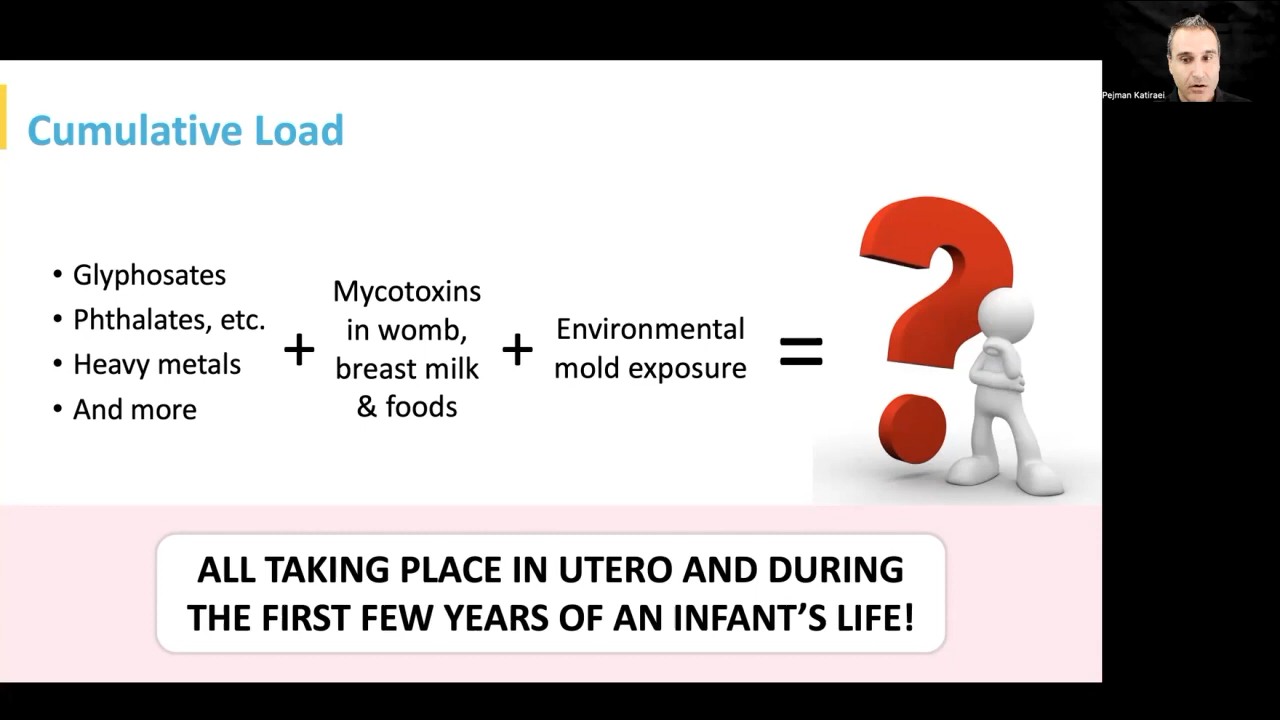 Cumulative Load
• Glyphosates
• Phthalates, etc.
• Heavy metals
• And more
+
Mycotoxins
in womb,
breast milk
& foods
+
Environmental
mold exposure
=
?
ALL TAKING PLACE IN UTERO AND DURING
THE FIRST FEW YEARS OF AN INFANT’S LIFE!
Pejman Katiraei